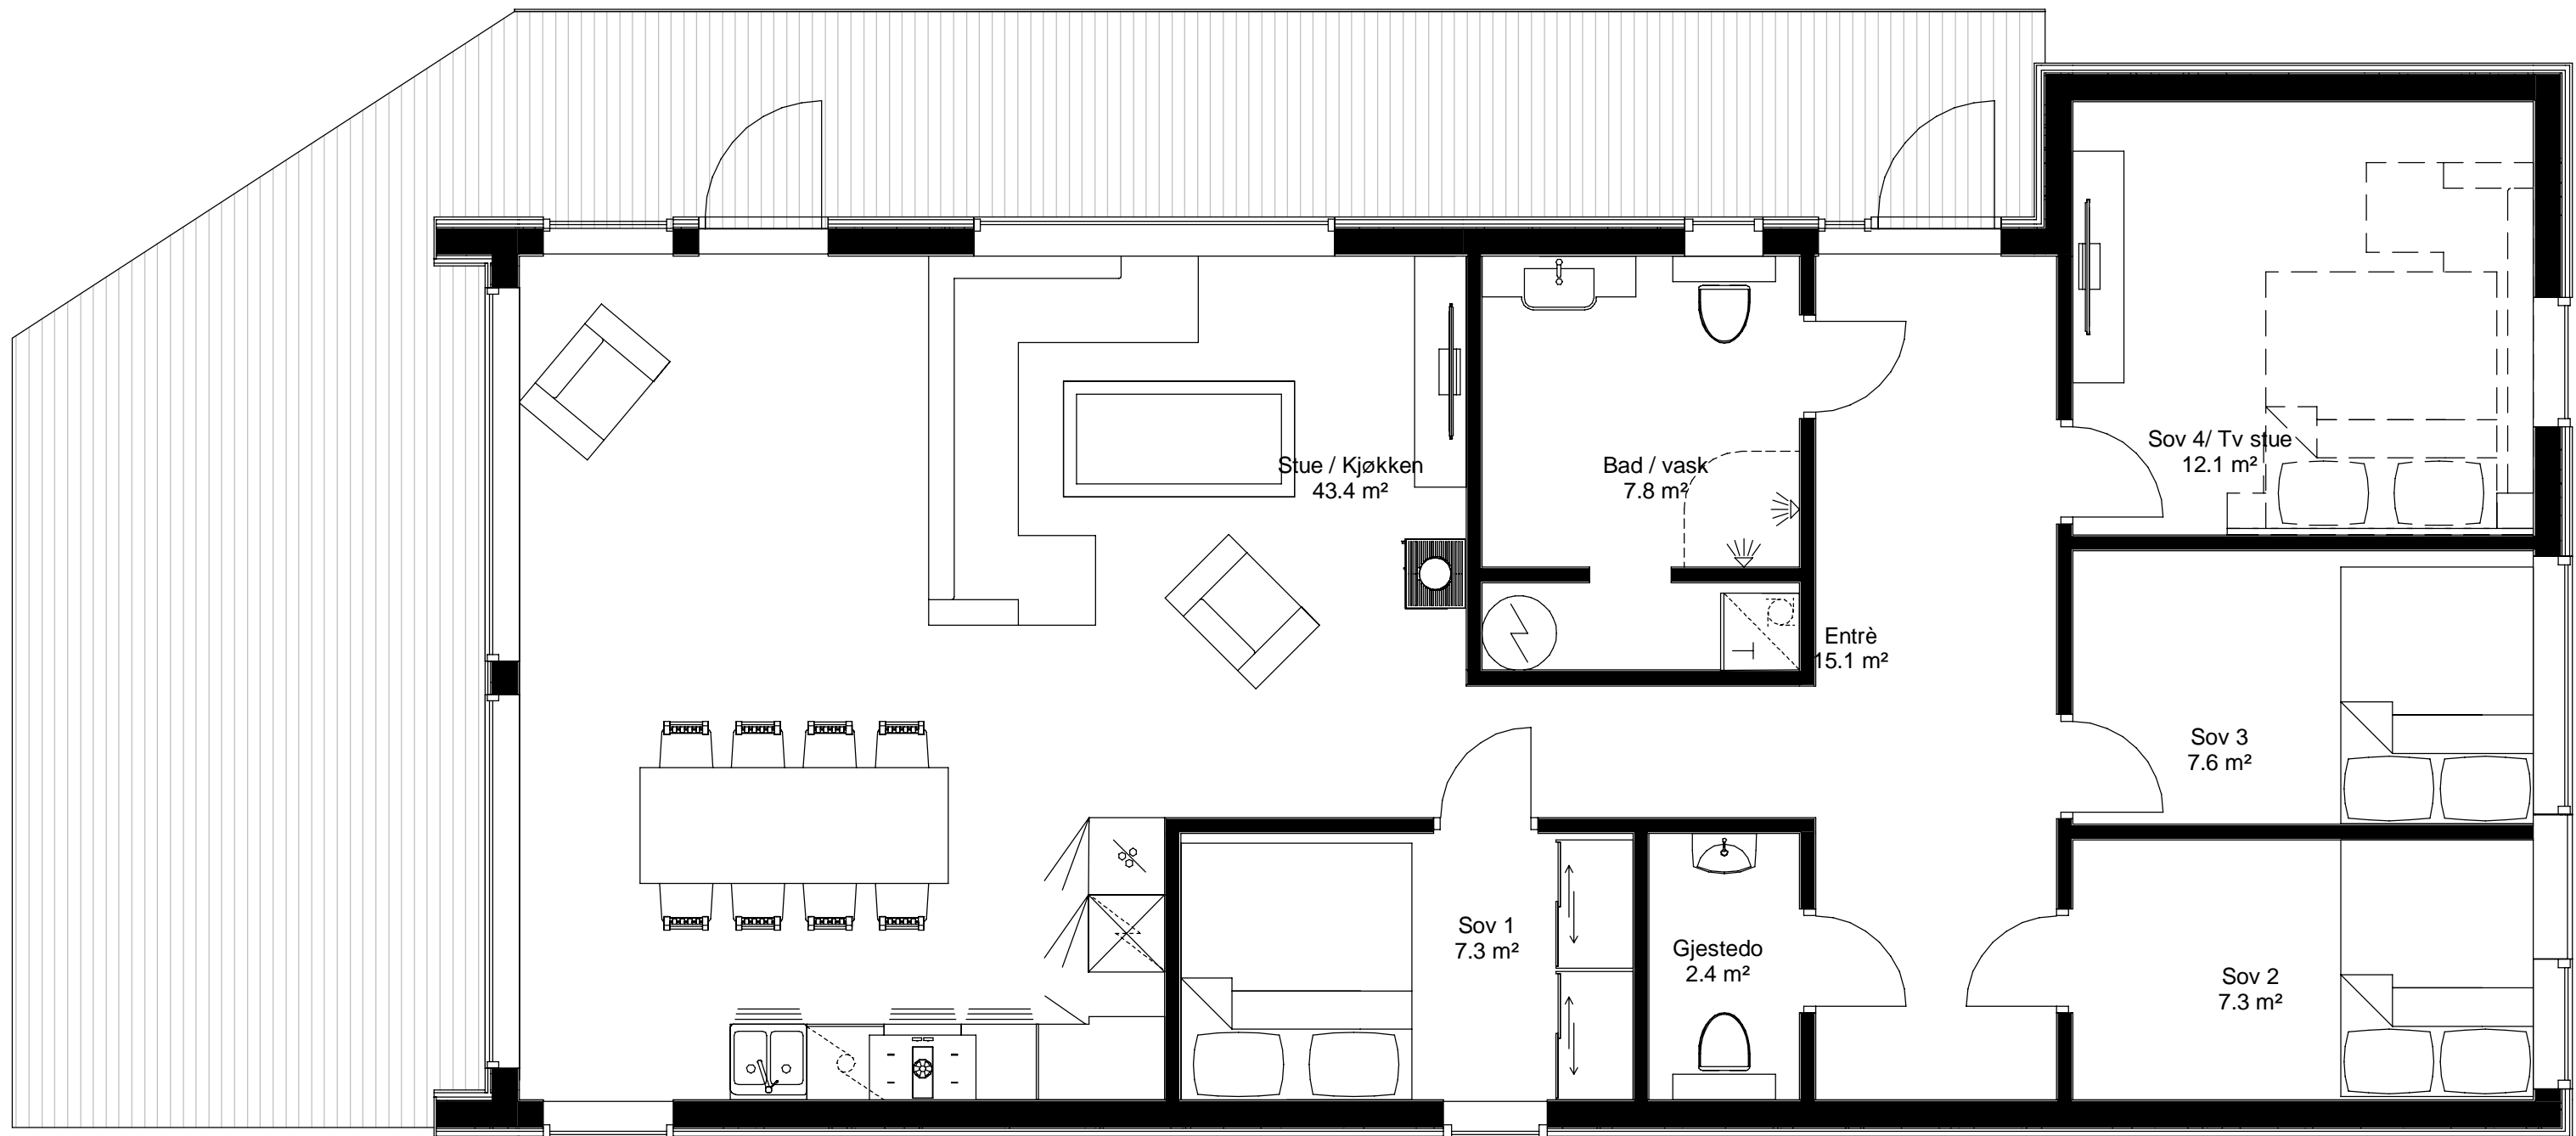 Sov 4/ Tv stue
12.1 m²
Stue / Kjøkken
43.4 m²
Bad / vask
7.8 m²
Entrè
15.1 m²
Sov 3
7.6 m²
Sov 1
7.3 m²
Gjestedo
2.4 m²
Sov 2
7.3 m²